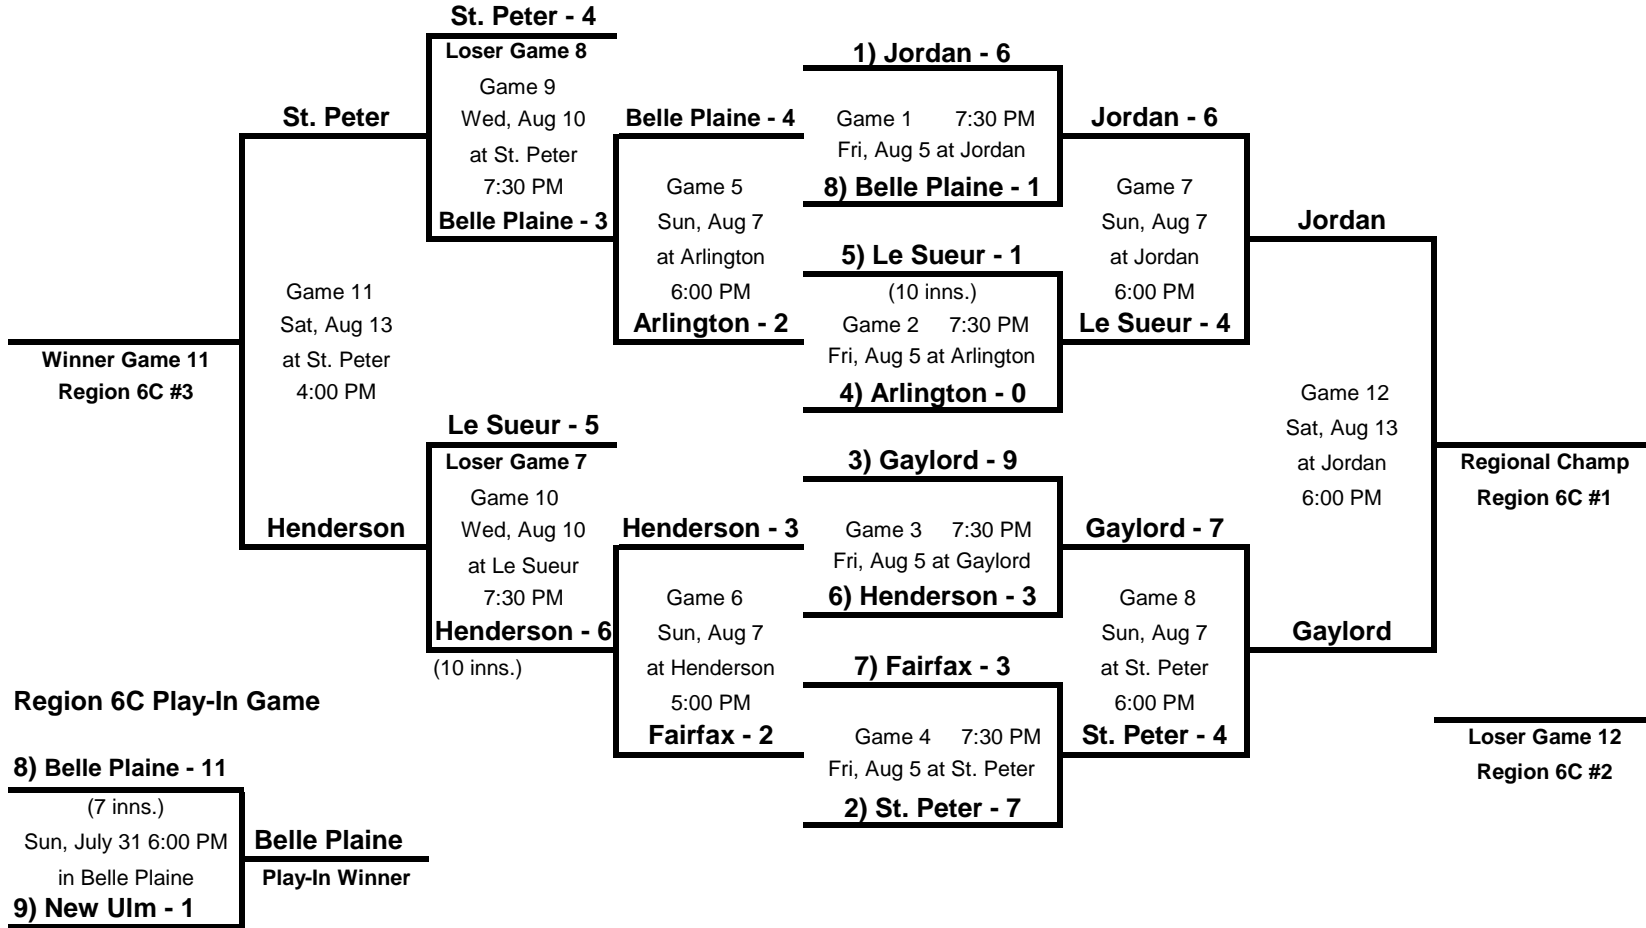 St. Peter - 4
Loser Game 8
Game 9
Wed, Aug 10
at St. Peter
7:30 PM
Belle Plaine - 3
St. Peter
Game 11
Sat, Aug 13
at St. Peter
4:00 PM
Winner Game 11
Region 6C #3
Le Sueur - 5
Loser Game 7
Game 10
Wed, Aug 10
at Le Sueur
7:30 PM
Henderson - 6
(10 inns.)
Henderson
Belle Plaine - 4
Game 5
Sun, Aug 7
at Arlington
6:00 PM
Arlington - 2
Henderson - 3
Game 6
Sun, Aug 7
at Henderson
5:00 PM
Fairfax - 2
1) Jordan - 6
Game 1 7:30 PM
Fri, Aug 5 at Jordan
8) Belle Plaine - 1
5) Le Sueur - 1
(10 inns.)
Game 2 7:30 PM
Fri, Aug 5 at Arlington
4) Arlington - 0
3) Gaylord - 9
Game 3 7:30 PM
Fri, Aug 5 at Gaylord
6) Henderson - 3
7) Fairfax - 3
Game 4 7:30 PM
Fri, Aug 5 at St. Peter
2) St. Peter - 7
Jordan - 6
Game 7
Sun, Aug 7
at Jordan
6:00 PM
Le Sueur - 4
Gaylord - 7
Game 8
Sun, Aug 7
at St. Peter
6:00 PM
St. Peter - 4
Jordan
Game 12
Sat, Aug 13
at Jordan
6:00 PM
Gaylord
Regional Champ
Region 6C #1
Loser Game 12
Region 6C #2
Region 6C Play-In Game
8) Belle Plaine - 11
(7 inns.)
Sun, July 31 6:00 PM
in Belle Plaine
9) New Ulm - 1
Belle Plaine
Play-In Winner